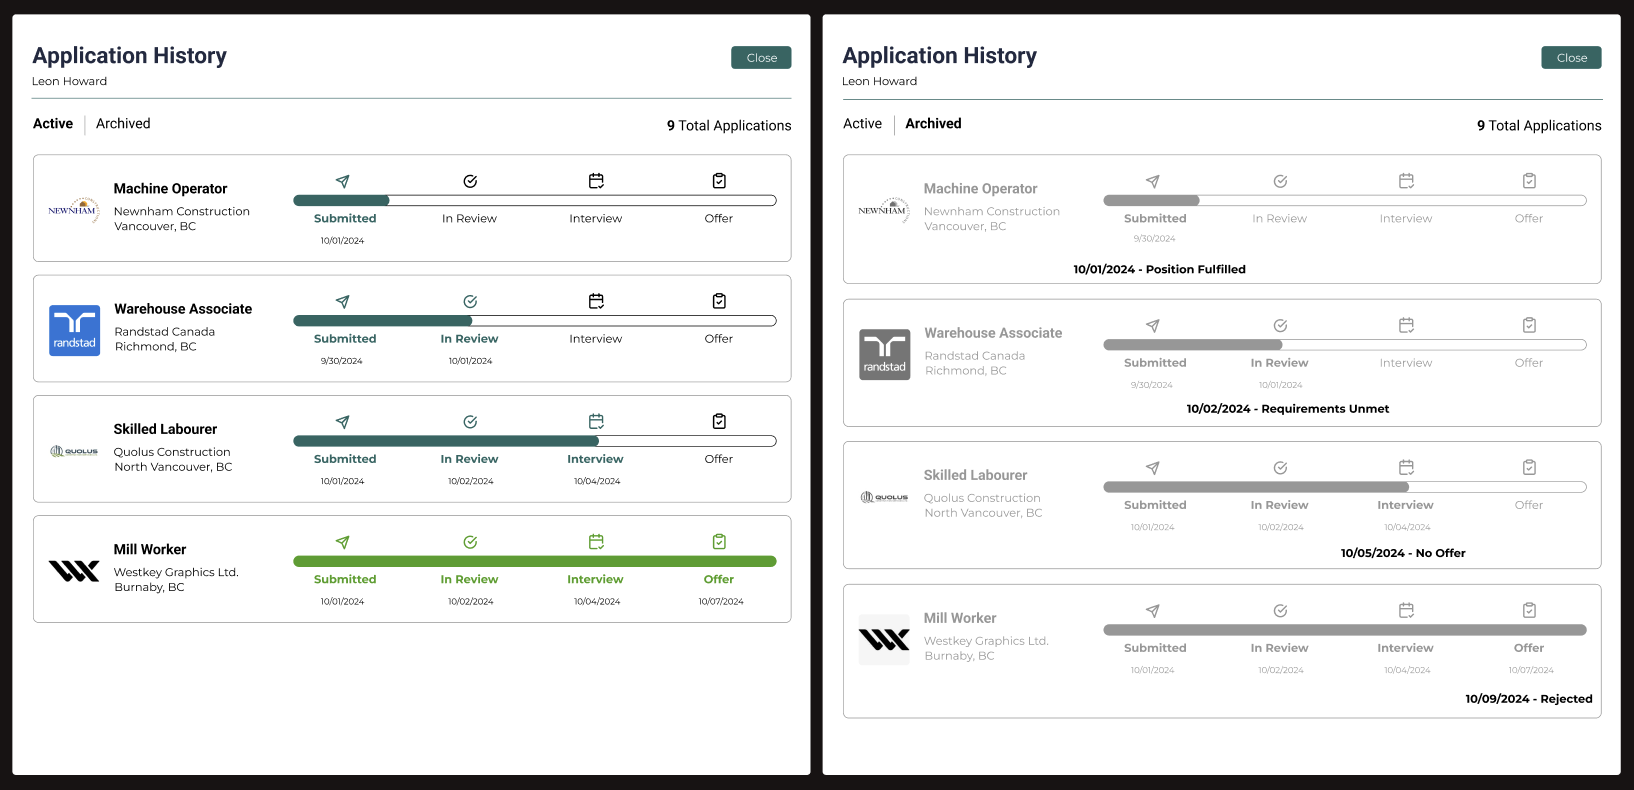 Application History
Close
Leon Howard
Active
Archived
9 Total Applications
NEWNHAM
Machine Operator
Newnham Construction
Vancouver, BC
Submitted
In Review
Interview
Offer
10/01/2024
randstad
Warehouse Associate
Randstad Canada
Richmond, BC
Submitted
In Review
Interview
Offer
9/30/2024
10/01/2024
QUOLUS
Skilled Labourer
Quolus Construction
North Vancouver, BC
Submitted
In Review
Interview
Offer
10/01/2024
10/02/2024
10/04/2024
Mill Worker
Westkey Graphics Ltd.
Burnaby, BC
Submitted
In Review
Interview
Offer
10/01/2024
10/02/2024
10/04/2024
10/07/2024
Application History
Close
Leon Howard
Active
Archived
9 Total Applications
NEWNHAM
Machine Operator
Newnham Construction
Vancouver, BC
Submitted
In Review
Interview
Offer
9/30/2024
10/01/2024 - Position Fulfilled
randstad
Warehouse Associate
Randstad Canada
Richmond, BC
Submitted
In Review
Interview
Offer
9/30/2024
10/01/2024
10/02/2024 - Requirements Unmet
QUOLUS
Skilled Labourer
Quolus Construction
North Vancouver, BC
Submitted
In Review
Interview
Offer
10/01/2024
10/02/2024
10/04/2024
10/05/2024 - No Offer
Mill Worker
Westkey Graphics Ltd.
Burnaby, BC
Submitted
In Review
Interview
Offer
10/01/2024
10/02/2024
10/04/2024
10/07/2024
10/09/2024 - Rejected